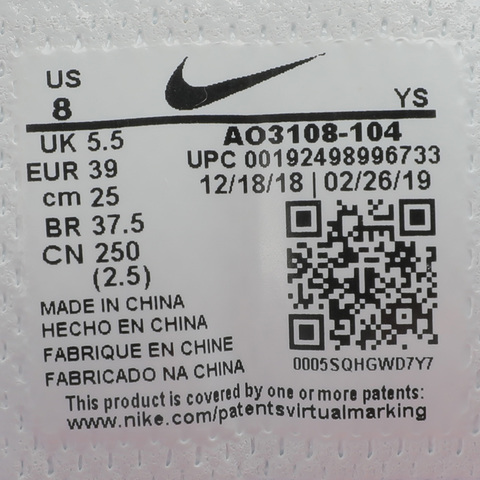 US
8
YS
UK 5.5
EUR 39
cm 25
BR 37.5
CN 250
(2.5)
AO3108-104
UPC 00192498996733
12/18/18 | 02/26/19
0005SQHGWD7Y7
MADE IN CHINA
HECHO EN CHINA
FABRIQUE EN CHINE
FABRICADO NA CHINA
This product is covered by one or more patents:
www.nike.com/patentsvirtualmarking